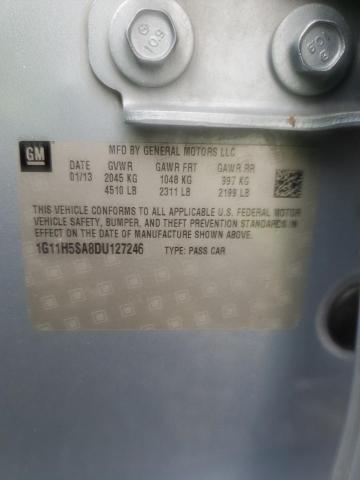 GM
MFD BY GENERAL MOTORS LLC
DATE GVWR GAWR FRT GAWR RR
01/13 2045 KG 1048 KG 997 KG
4510 LB 2311 LB 2199 LB
THIS VEHICLE CONFORMS TO ALL APPLICABLE U.S. FEDERAL MOTOR
VEHICLE SAFETY, BUMPER, AND THEFT PREVENTION STANDARDS IN
EFFECT ON THE DATE OF MANUFACTURE SHOWN ABOVE.
1G11H5SA8DU127246 TYPE: PASS CAR